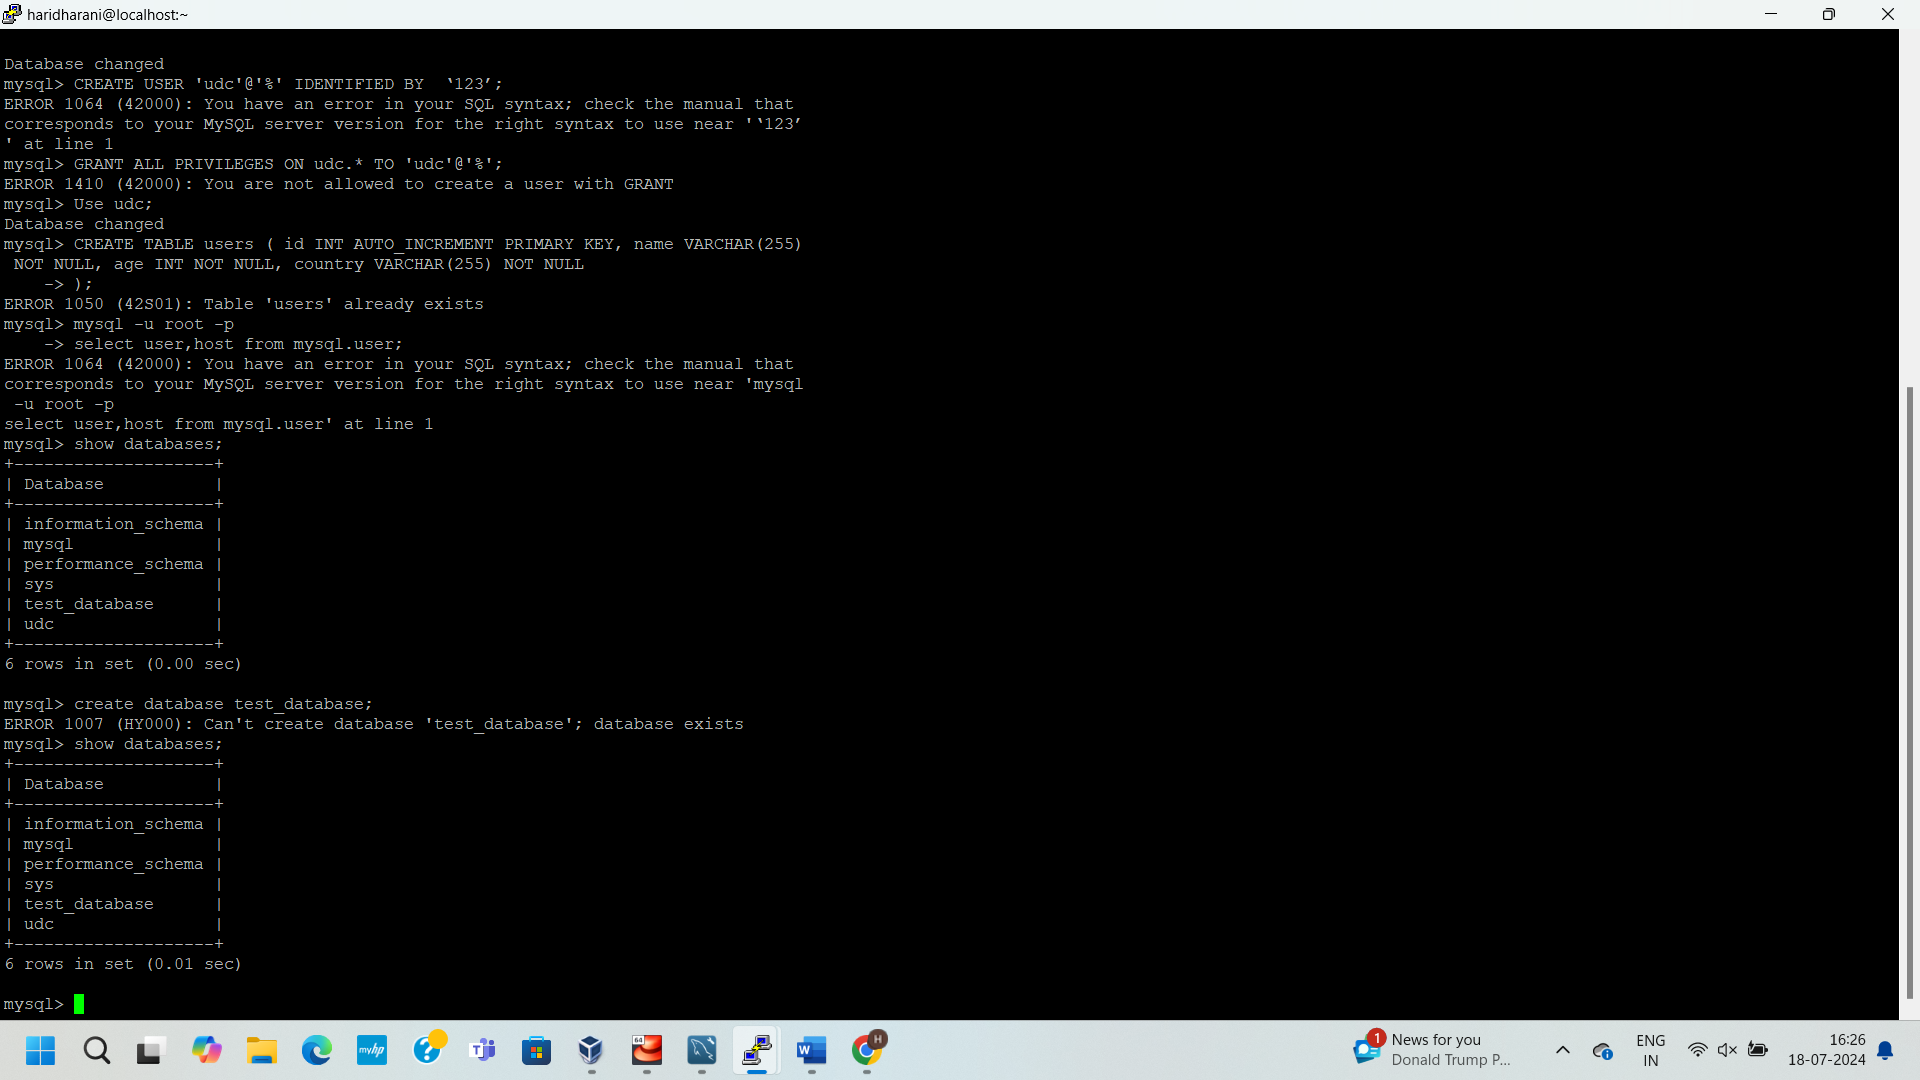 haridharani@localhost:~
Database changed
mysql> CREATE USER 'udc'@'%' IDENTIFIED BY  ‘123’;
ERROR 1064 (42000): You have an error in your SQL syntax; check the manual that
corresponds to your MySQL server version for the right syntax to use near '‘123’
' at line 1
mysql> GRANT ALL PRIVILEGES ON udc.* TO 'udc'@'%';
ERROR 1410 (42000): You are not allowed to create a user with GRANT
mysql> Use udc;
Database changed
mysql> CREATE TABLE users ( id INT AUTO_INCREMENT PRIMARY KEY, name VARCHAR(255)
 NOT NULL, age INT NOT NULL, country VARCHAR(255) NOT NULL
    -> );
ERROR 1050 (42S01): Table 'users' already exists
mysql> mysql -u root -p
    -> select user,host from mysql.user;
ERROR 1064 (42000): You have an error in your SQL syntax; check the manual that
corresponds to your MySQL server version for the right syntax to use near 'mysql
 -u root -p
select user,host from mysql.user' at line 1
mysql> show databases;
+--------------------+
| Database           |
+--------------------+
| information_schema |
| mysql              |
| performance_schema |
| sys                |
| test_database      |
| udc                |
+--------------------+
6 rows in set (0.00 sec)
mysql> create database test_database;
ERROR 1007 (HY000): Can't create database 'test_database'; database exists
mysql> show databases;
+--------------------+
| Database           |
+--------------------+
| information_schema |
| mysql              |
| performance_schema |
| sys                |
| test_database      |
| udc                |
+--------------------+
6 rows in set (0.01 sec)
mysql>
myhp
?
64
W
H
1
News for you
Donald Trump P...
ENG
IN
16:26
18-07-2024